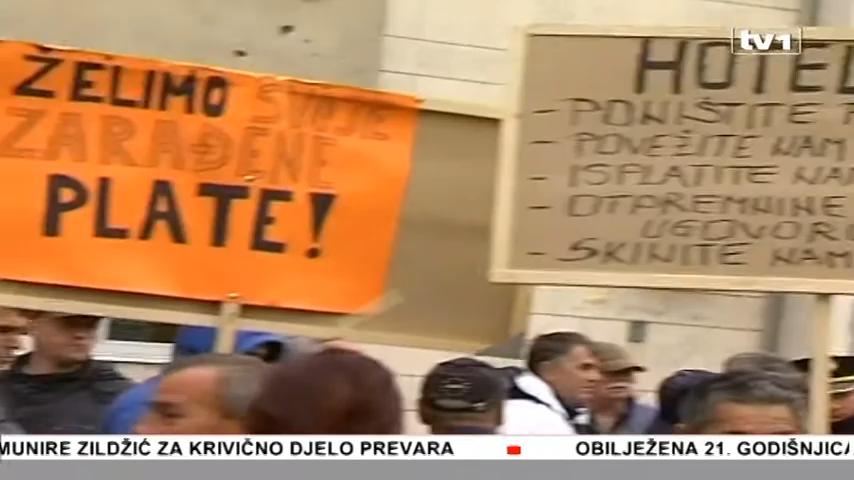 ŽELIMO SVOJE
ZARAĐENE
PLATE!
tv1
HOTEL
- PONIŠTITE
- POVEĆITE NAM
- ISPLATITE NAM
- OTPREMNINE
UGOVOR
- SKINITE NAM
MUNIRE ZILDŽIĆ ZA KRIVIČNO DJELO PREVARA
OBILJEŽENA 21. GODIŠNJICA